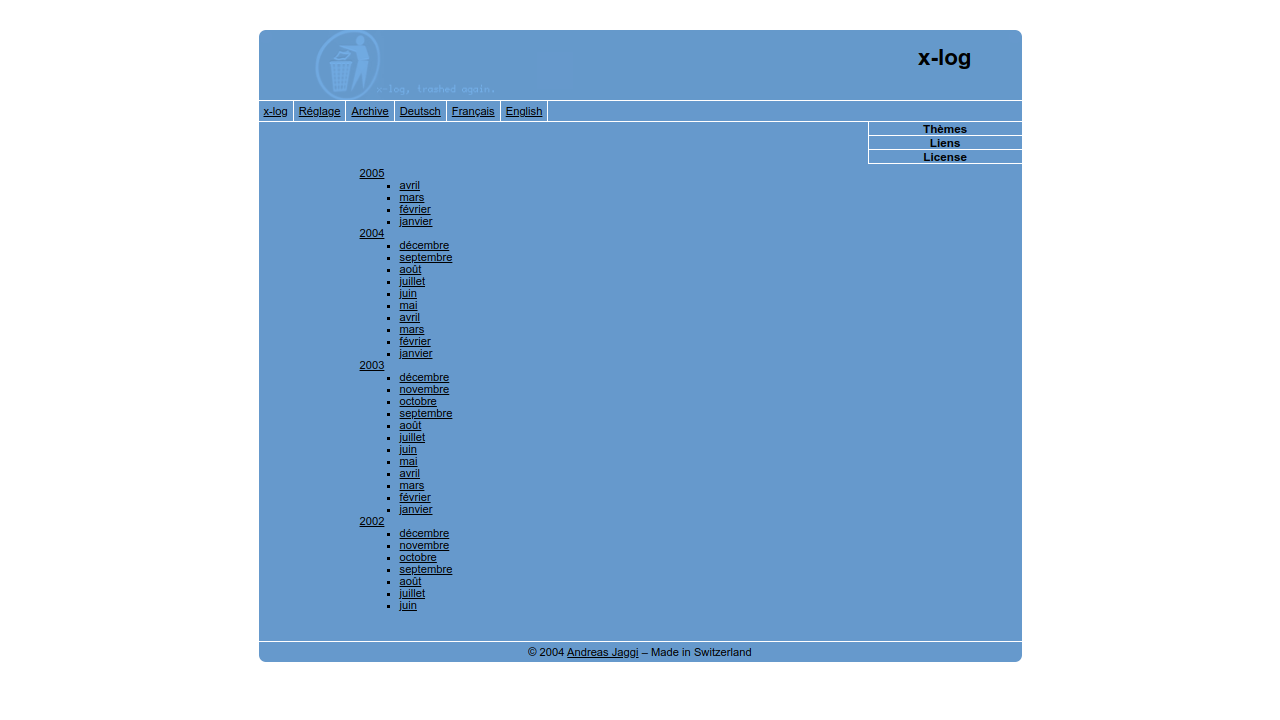 x-log
x-log, trashed again.
x-log Réglage Archive Deutsch Français English
Thèmes
Liens
License
2005
avril
mars
février
janvier
2004
décembre
septembre
août
juillet
juin
mai
avril
mars
février
janvier
2003
décembre
novembre
octobre
septembre
août
juillet
juin
mai
avril
mars
février
janvier
2002
décembre
novembre
octobre
septembre
août
juillet
juin
© 2004 Andreas Jaggi – Made in Switzerland